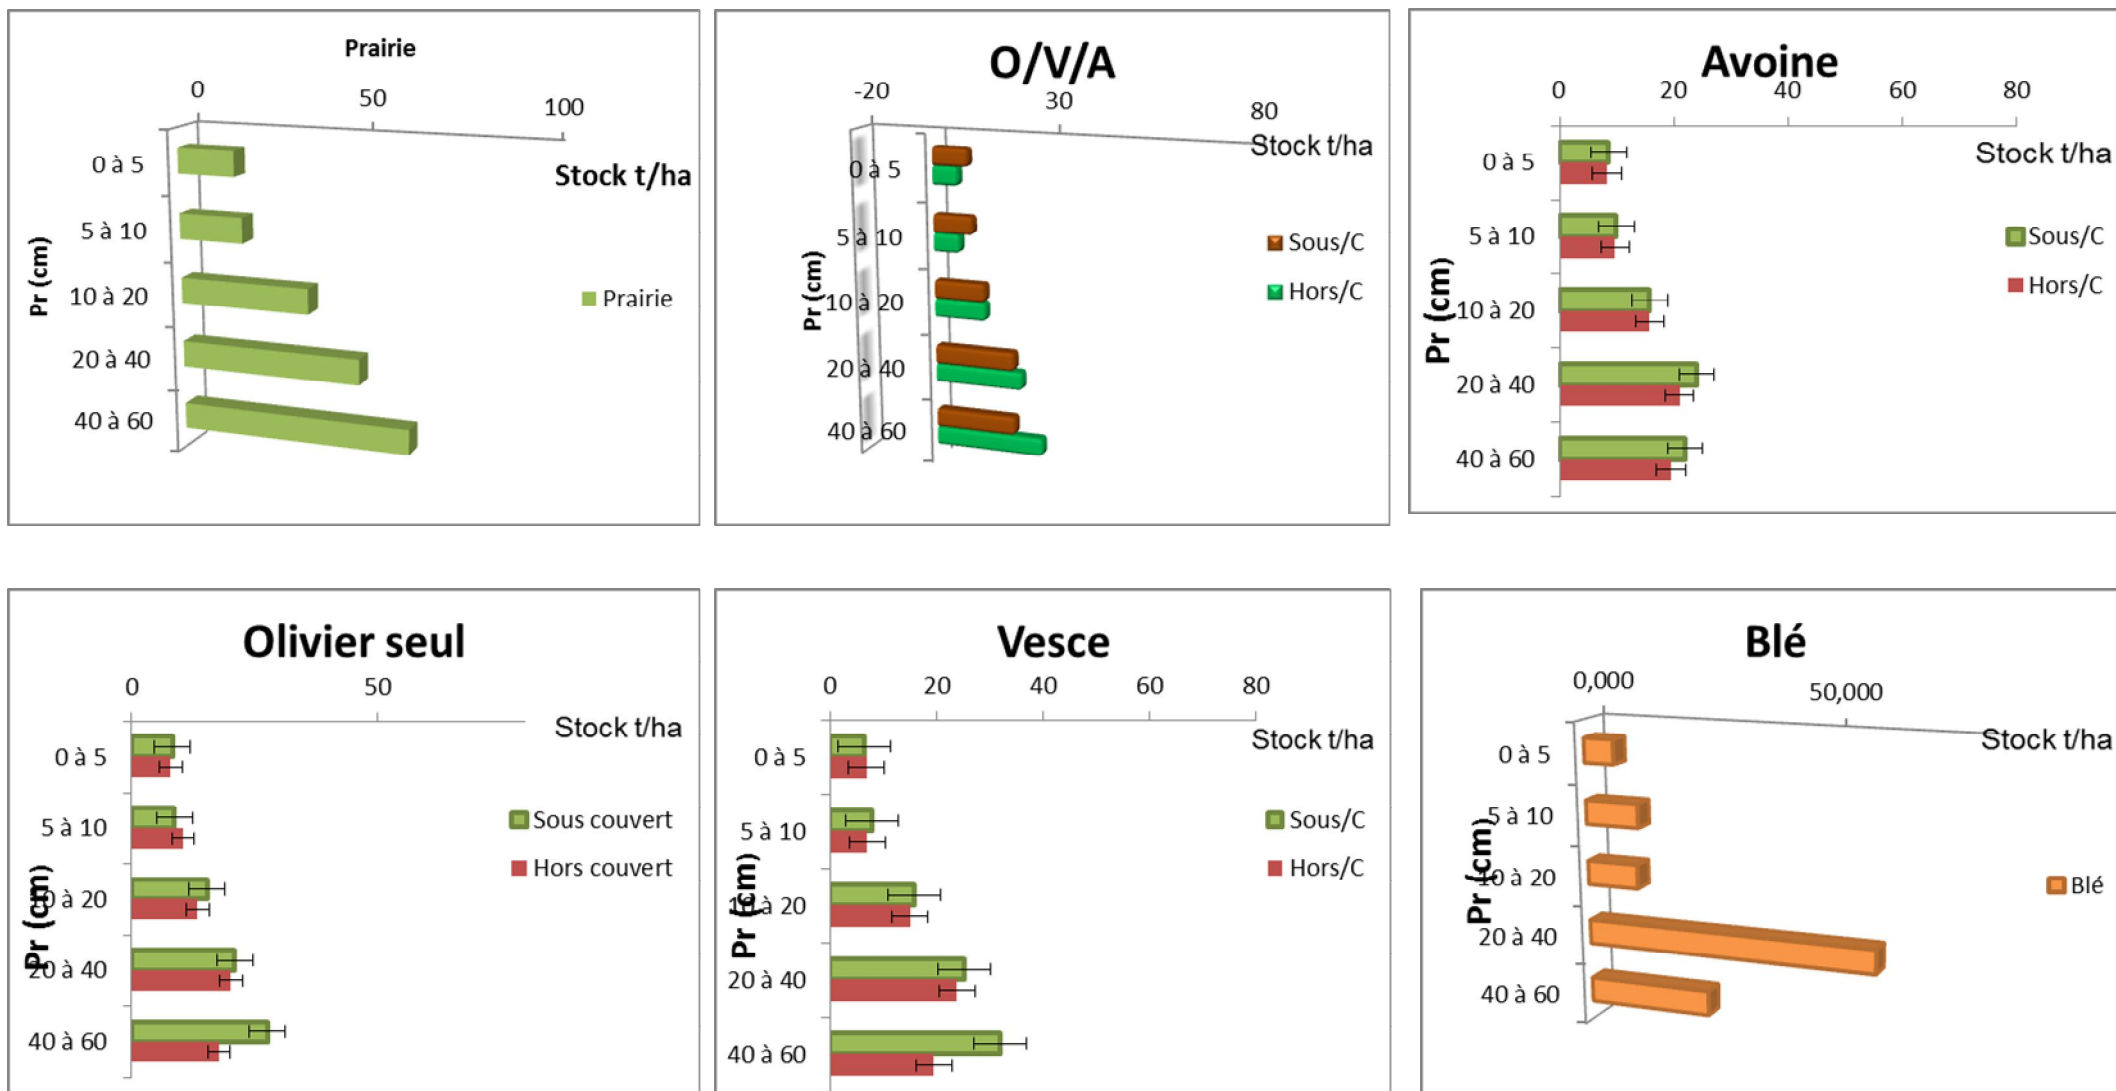 Prairie
0 50 100
Stock t/ha
0 à 5
5 à 10
10 à 20
20 à 40
40 à 60
Pr (cm)
Prairie
O/V/A
-20 30 80
Stock t/ha
0 à 5
5 à 10
10 à 20
20 à 40
40 à 60
Pr (cm)
Sous/C
Hors/C
Avoine
0 20 40 60 80
Stock t/ha
0 à 5
5 à 10
10 à 20
20 à 40
40 à 60
Pr (cm)
Sous/C
Hors/C
Olivier seul
0 50
Stock t/ha
0 à 5
5 à 10
10 à 20
20 à 40
40 à 60
Pr (cm)
Sous couvert
Hors couvert
Vesce
0 20 40 60 80
Stock t/ha
0 à 5
5 à 10
10 à 20
20 à 40
40 à 60
Pr (cm)
Sous/C
Hors/C
Blé
0,000 50,000
Stock t/ha
0 à 5
5 à 10
10 à 20
20 à 40
40 à 60
Pr (cm)
Blé